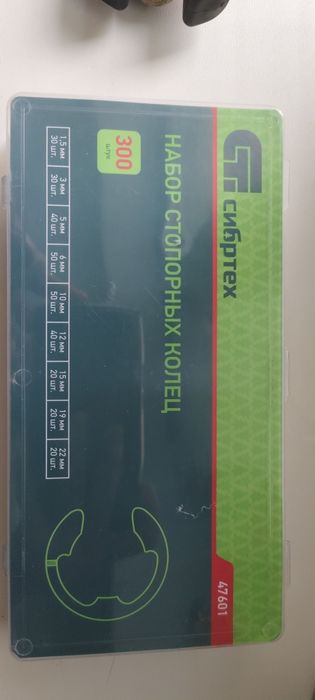 сибртех
47601
НАБОР СТОПОРНЫХ КОЛЕЦ
300
штук
1,5 мм 3 мм 5 мм 6 мм 10 мм 12 мм 15 мм 19 мм 22 мм
30 шт. 30 шт. 40 шт. 50 шт. 50 шт. 40 шт. 20 шт. 20 шт. 20 шт.